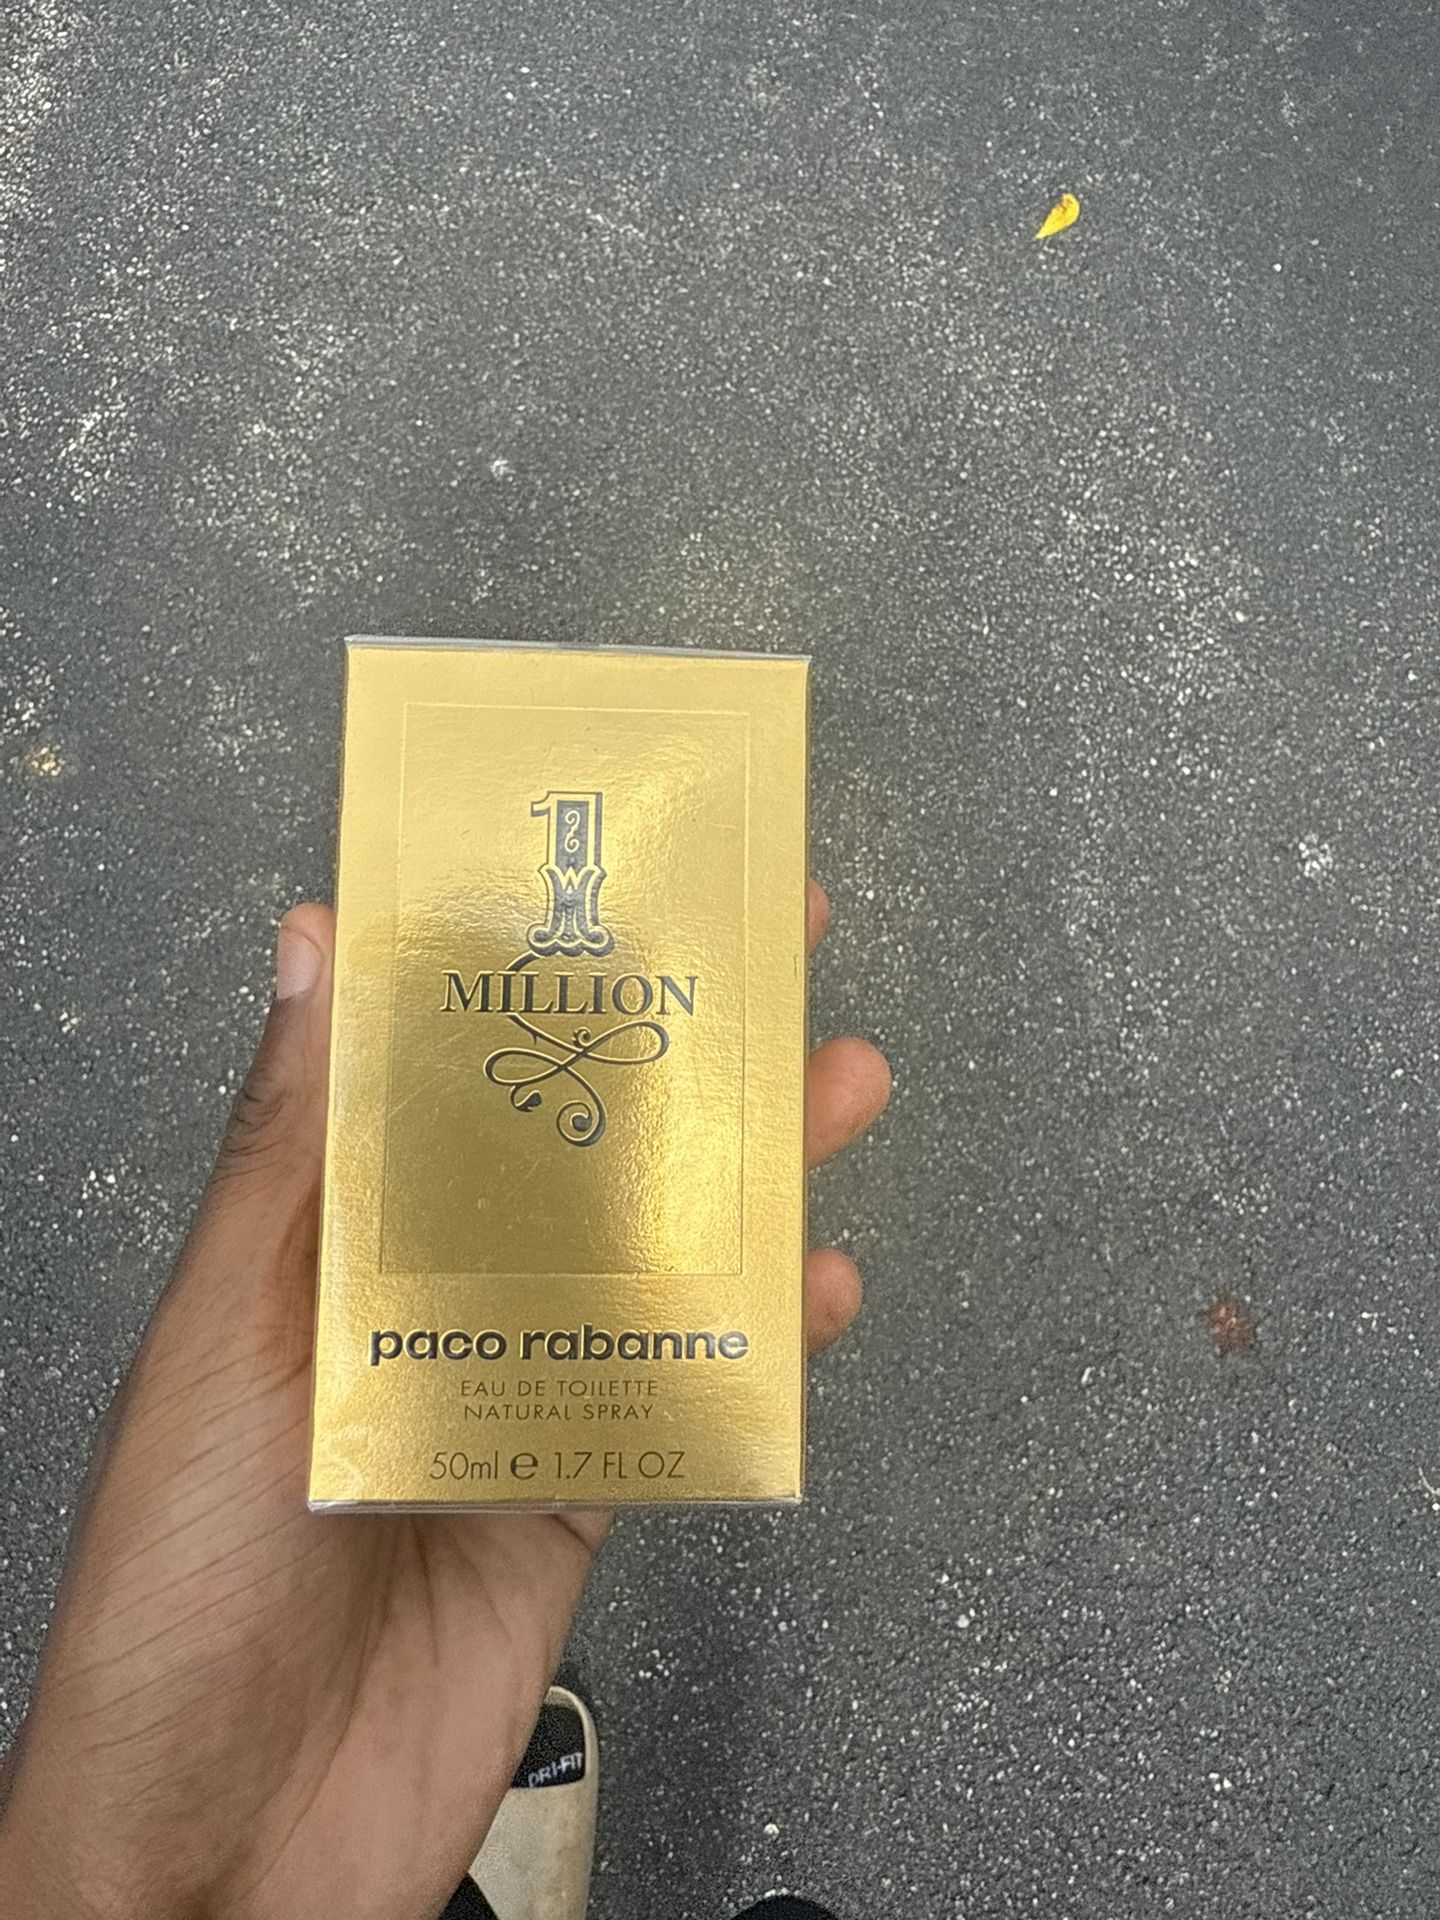 1
MILLION
paco rabanne
EAU DE TOILETTE
NATURAL SPRAY
50ml e 1.7 FL OZ
DRI-FIT